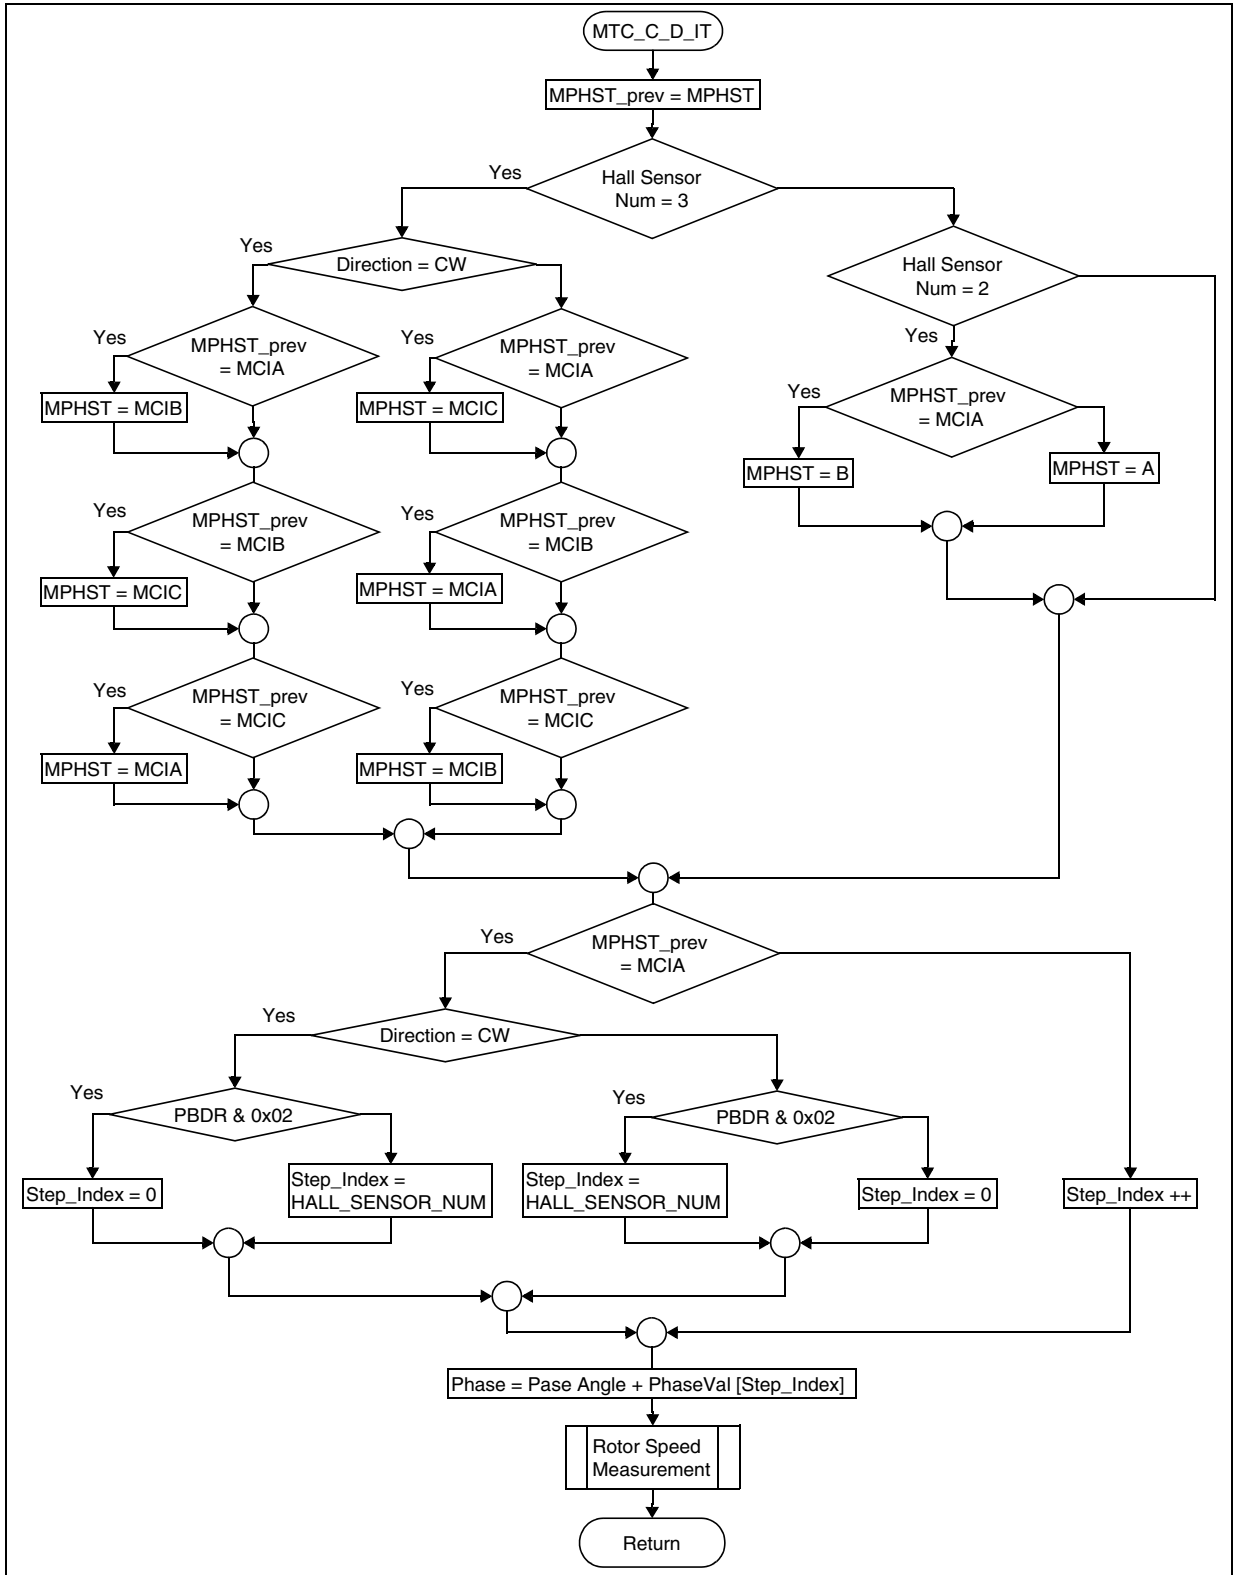 MTC_C_D_IT
MPHST_prev = MPHST
Yes
Hall Sensor
Num = 3
Yes
Direction = CW
Hall Sensor
Num = 2
Yes
MPHST_prev
= MCIA
Yes
MPHST_prev
= MCIA
Yes
MPHST = MCIB
MPHST = MCIC
Yes
MPHST_prev
= MCIA
MPHST = B
MPHST = A
Yes
MPHST_prev
= MCIB
Yes
MPHST_prev
= MCIB
MPHST = MCIC
MPHST = MCIA
Yes
MPHST_prev
= MCIC
Yes
MPHST_prev
= MCIC
MPHST = MCIA
MPHST = MCIB
Yes
MPHST_prev
= MCIA
Yes
Direction = CW
Yes
PBDR & 0x02
Yes
PBDR & 0x02
Step_Index = 0
Step_Index =
HALL_SENSOR_NUM
Step_Index =
HALL_SENSOR_NUM
Step_Index = 0
Step_Index ++
Phase = Pase Angle + PhaseVal [Step_Index]
Rotor Speed
Measurement
Return